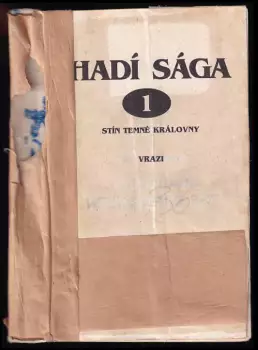 HADÍ SÁGA
1
STÍN TEMNÉ KRÁLOVNY
VRAZI